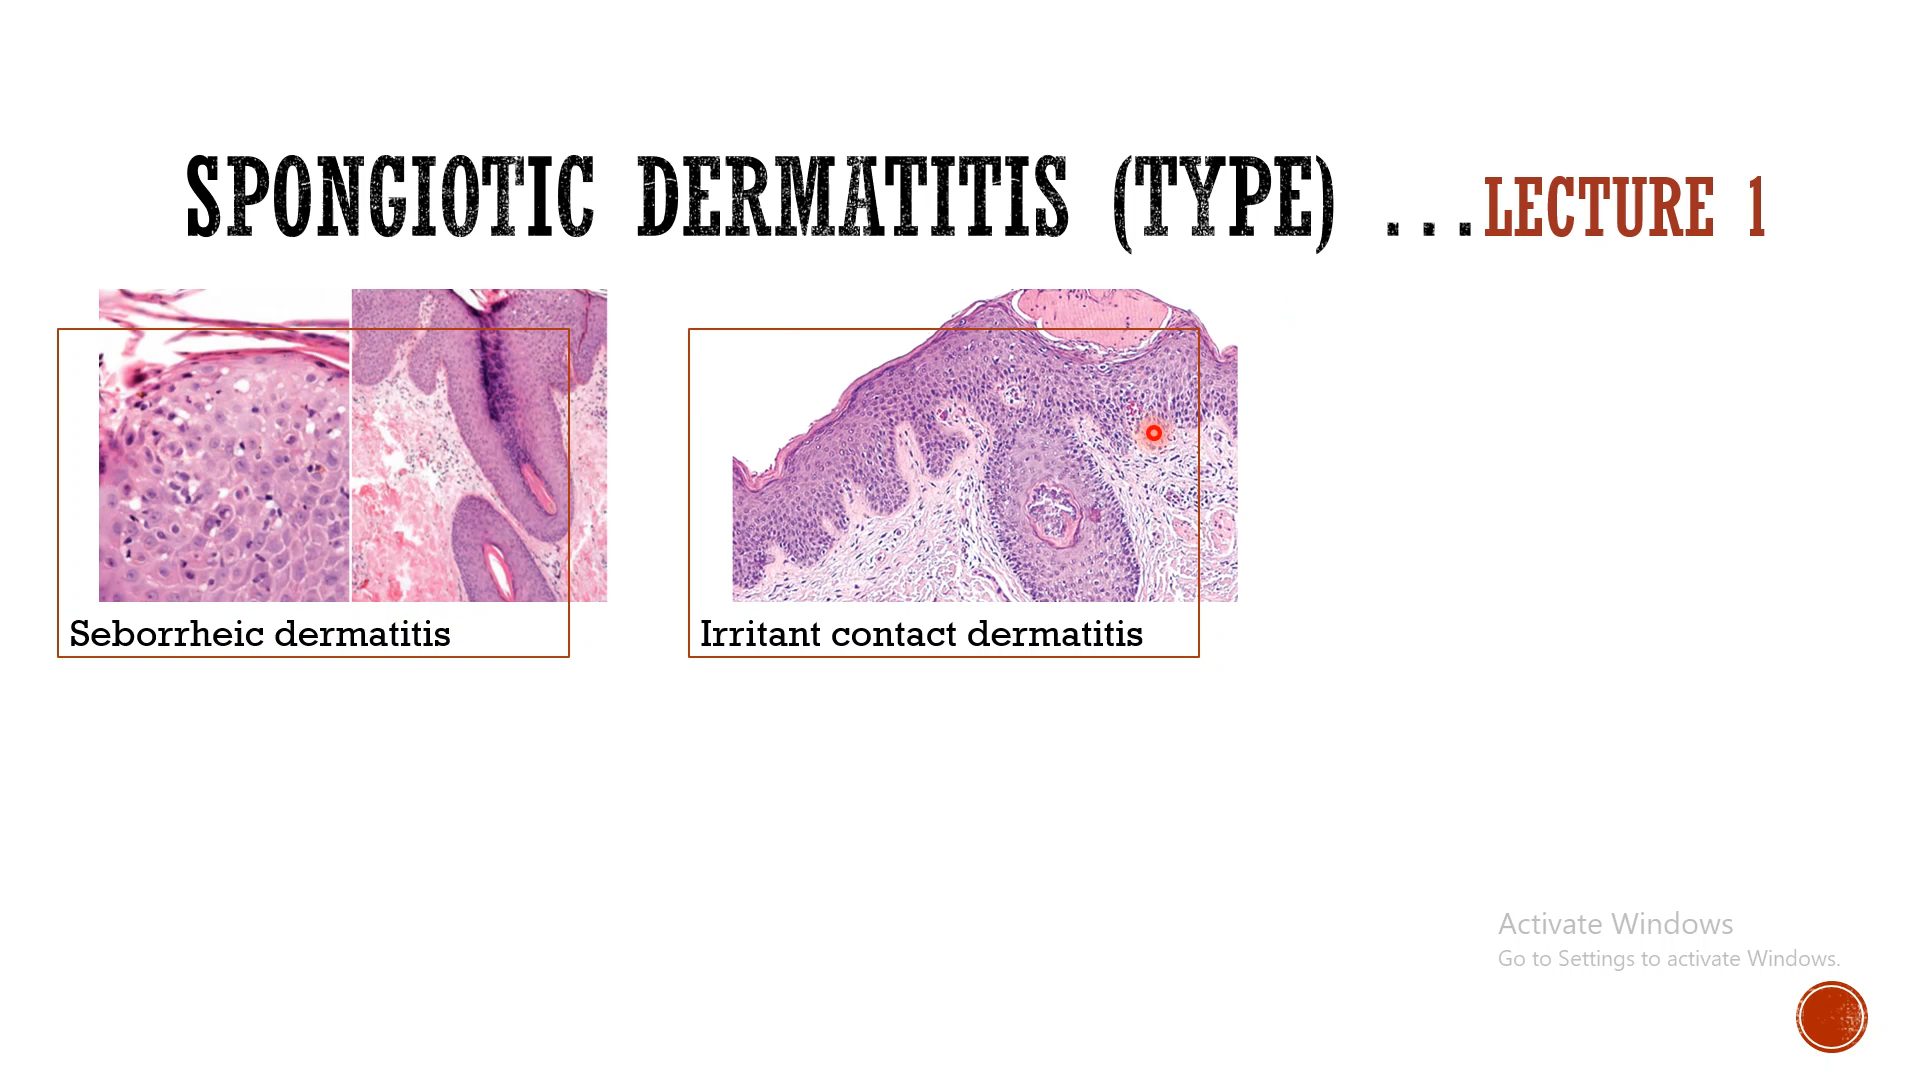 SPONGIOTIC DERMATITIS (TYPE) ...LECTURE 1
Seborrheic dermatitis
Irritant contact dermatitis
Activate Windows
Go to Settings to activate Windows.